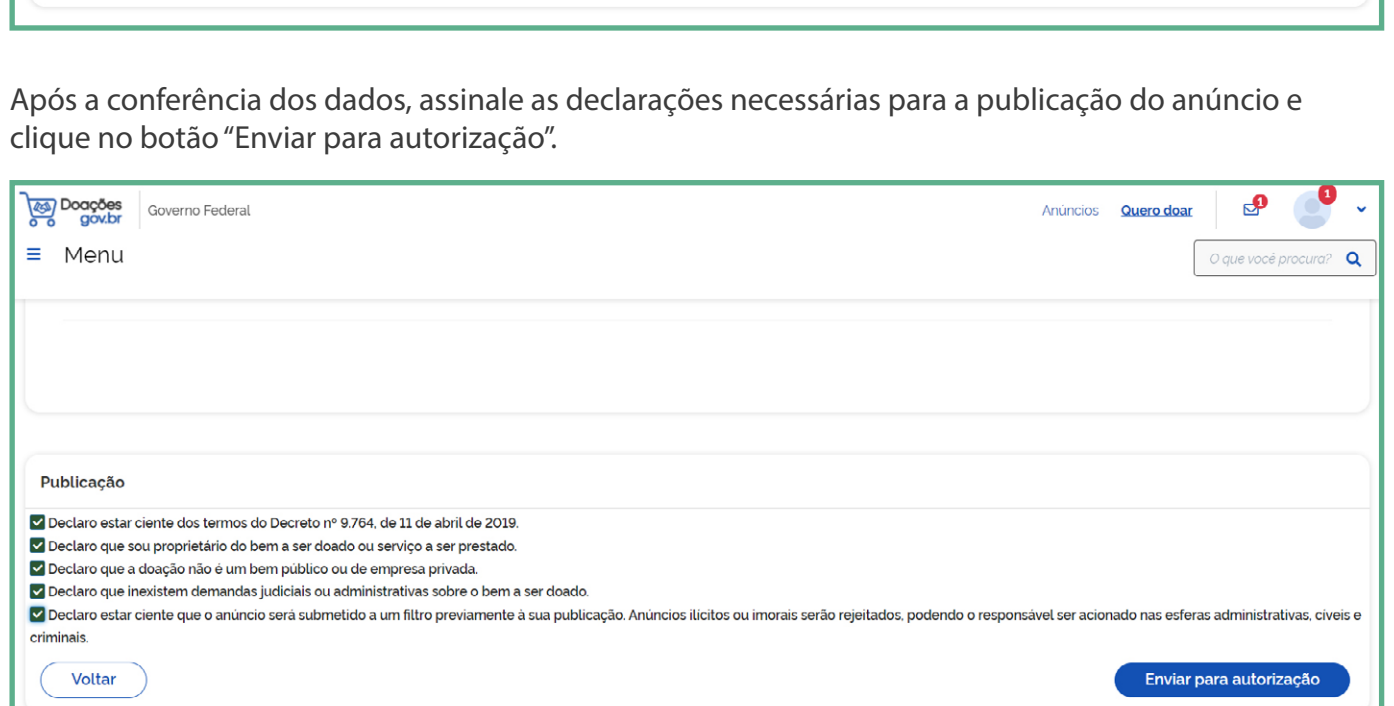 Após a conferência dos dados, assinale as declarações necessárias para a publicação do anúncio e
clique no botão “Enviar para autorização”.
Doações
gov.br
Governo Federal
Anúncios
Quero doar
1
1
Menu
O que você procura?
Publicação
Declaro estar ciente dos termos do Decreto nº 9.764, de 11 de abril de 2019.
Declaro que sou proprietário do bem a ser doado ou serviço a ser prestado.
Declaro que a doação não é um bem público ou de empresa privada.
Declaro que inexistem demandas judiciais ou administrativas sobre o bem a ser doado.
Declaro estar ciente que o anúncio será submetido a um filtro previamente à sua publicação. Anúncios ilícitos ou imorais serão rejeitados, podendo o responsável ser acionado nas esferas administrativas, cíveis e
criminais.
Voltar
Enviar para autorização